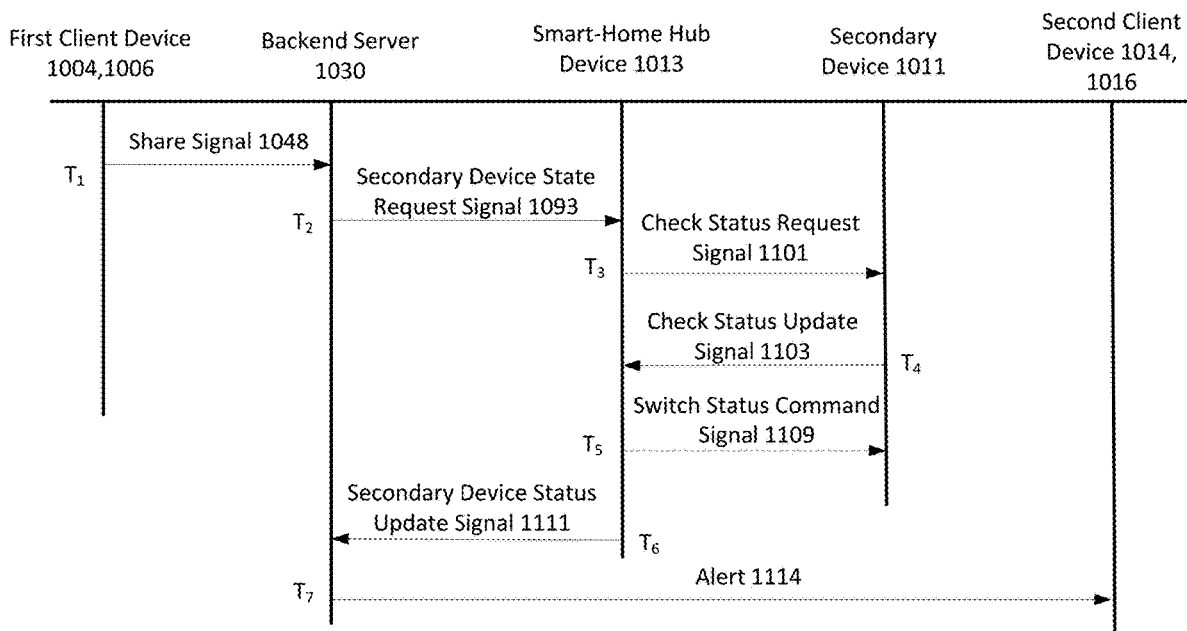 First Client Device
1004,1006
Backend Server
1030
Smart-Home Hub
Device 1013
Secondary
Device 1011
Second Client
Device 1014,
1016
Share Signal 1048
T₁
Secondary Device State
Request Signal 1093
T₂
Check Status Request
Signal 1101
T₃
Check Status Update
Signal 1103
T₄
Switch Status Command
Signal 1109
T₅
Secondary Device Status
Update Signal 1111
T₆
Alert 1114
T₇